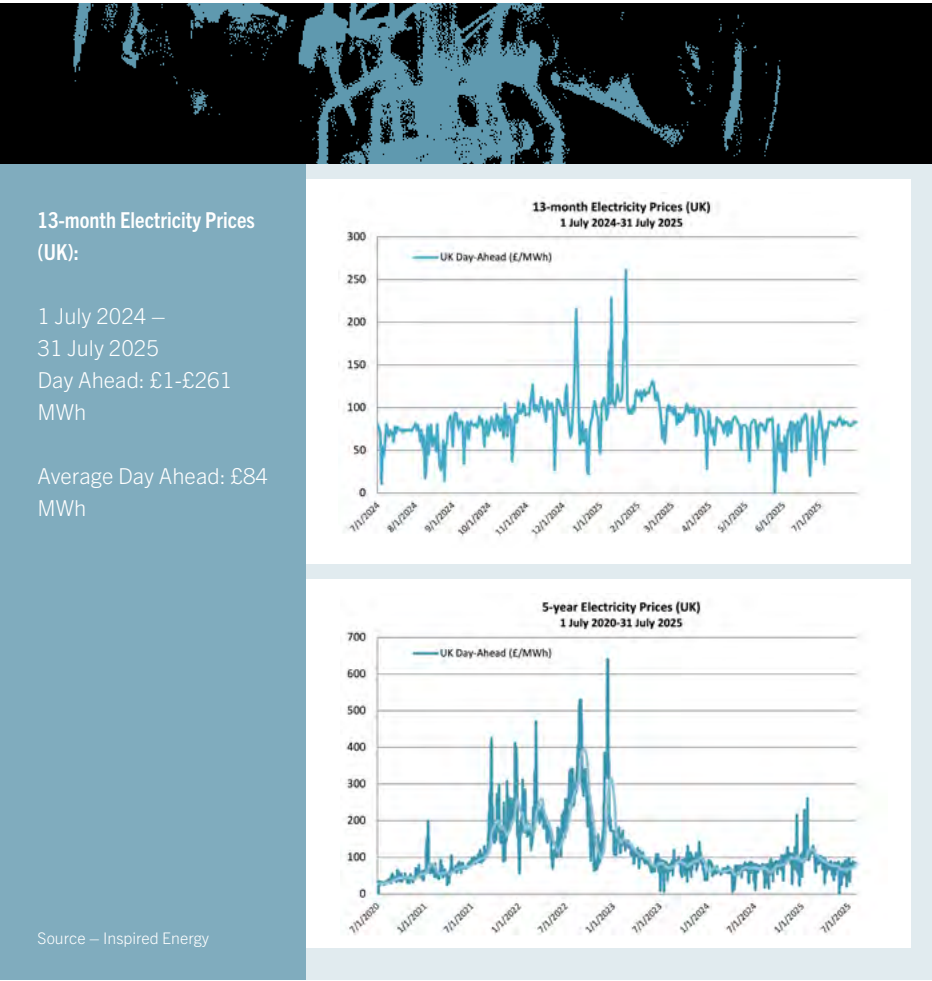 13-month Electricity Prices
(UK):
1 July 2024 –
31 July 2025
Day Ahead: £1-£261
MWh
Average Day Ahead: £84
MWh
Source – Inspired Energy
13-month Electricity Prices (UK)
1 July 2024-31 July 2025
UK Day-Ahead (£/MWh)
300
250
200
150
100
50
0
7/1/2024
8/1/2024
9/1/2024
10/1/2024
11/1/2024
12/1/2024
1/1/2025
2/1/2025
3/1/2025
4/1/2025
5/1/2025
6/1/2025
7/1/2025
5-year Electricity Prices (UK)
1 July 2020-31 July 2025
UK Day-Ahead (£/MWh)
700
600
500
400
300
200
100
0
7/1/2020
1/1/2021
7/1/2021
1/1/2022
7/1/2022
1/1/2023
7/1/2023
1/1/2024
7/1/2024
1/1/2025
7/1/2025